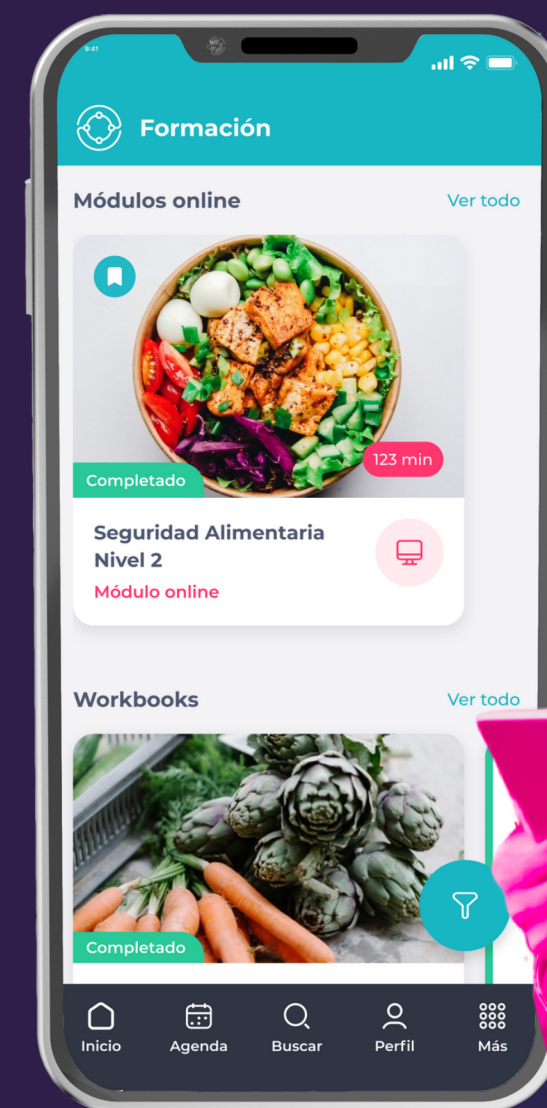 9:41
Formación
Módulos online
Ver todo
123 min
Completado
Seguridad Alimentaria
Nivel 2
Módulo online
Workbooks
Ver todo
Completado
Inicio
Agenda
Buscar
Perfil
Más